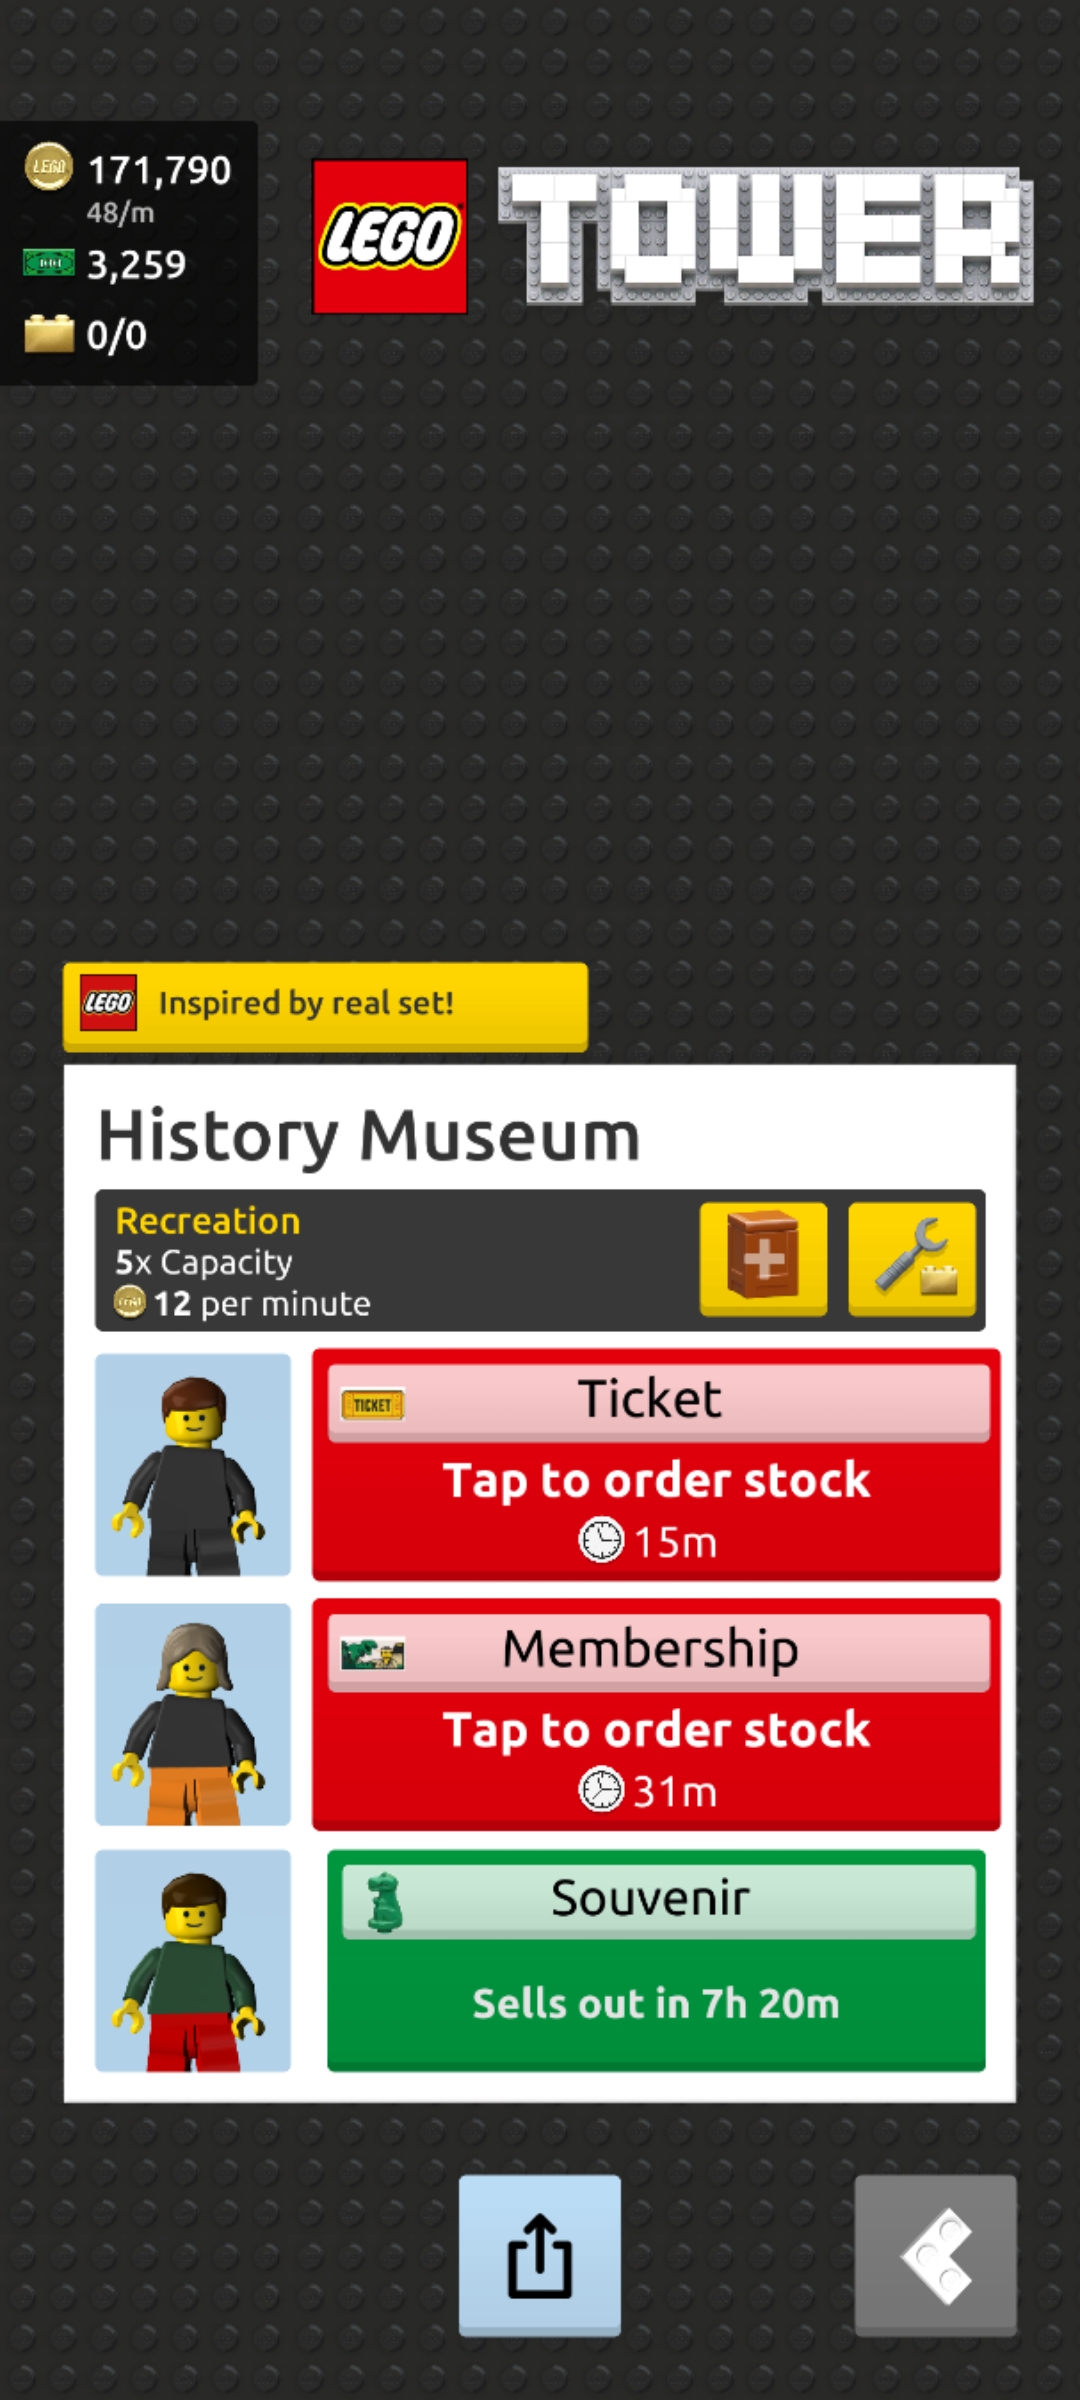 LEGO
171,790
48/m
3,259
0/0
LEGO
TOWER
LEGO
Inspired by real set!
History Museum
Recreation
5x Capacity
12 per minute
TICKET
Ticket
Tap to order stock
15m
Membership
Tap to order stock
31m
Souvenir
Sells out in 7h 20m